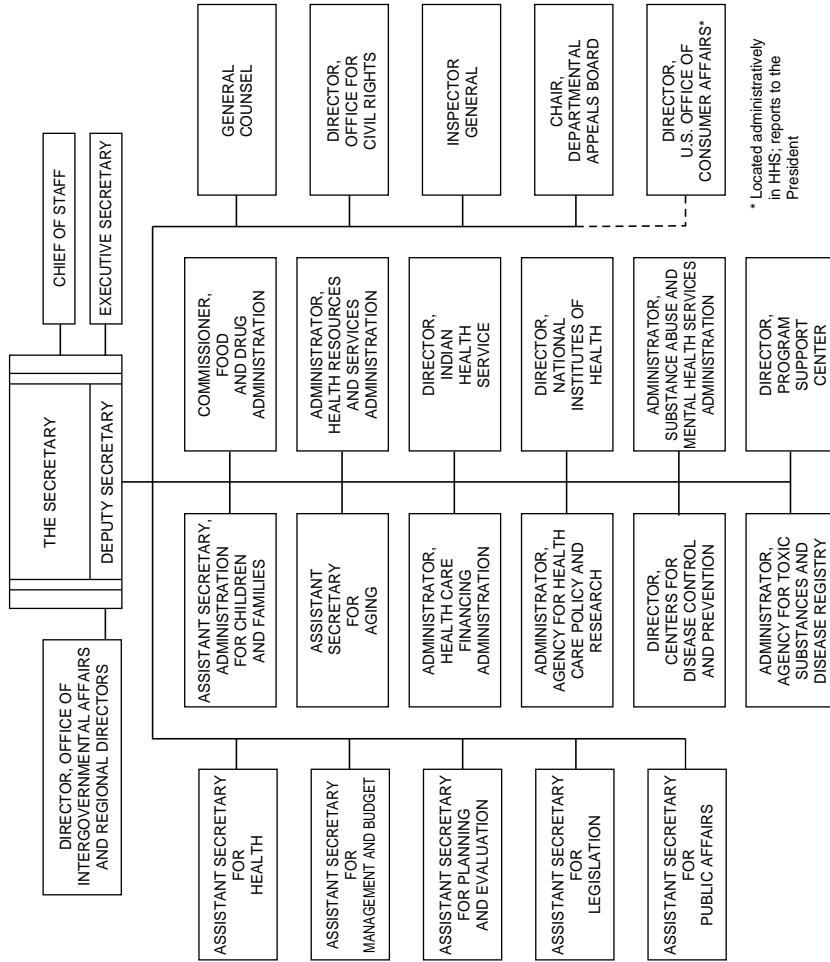 THE SECRETARY
DEPUTY SECRETARY
CHIEF OF STAFF
EXECUTIVE SECRETARY
DIRECTOR, OFFICE OF
INTERGOVERNMENTAL AFFAIRS
AND REGIONAL DIRECTORS
ASSISTANT SECRETARY
FOR
HEALTH
ASSISTANT SECRETARY
FOR
MANAGEMENT AND BUDGET
ASSISTANT SECRETARY
FOR PLANNING
AND EVALUATION
ASSISTANT SECRETARY
FOR
LEGISLATION
ASSISTANT SECRETARY
FOR
PUBLIC AFFAIRS
ASSISTANT SECRETARY,
ADMINISTRATION
FOR CHILDREN
AND FAMILIES
ASSISTANT
SECRETARY
FOR
AGING
ADMINISTRATOR,
HEALTH CARE
FINANCING
ADMINISTRATION
ADMINISTRATOR,
AGENCY FOR HEALTH
CARE POLICY AND
RESEARCH
DIRECTOR,
CENTERS FOR
DISEASE CONTROL
AND PREVENTION
ADMINISTRATOR,
AGENCY FOR TOXIC
SUBSTANCES AND
DISEASE REGISTRY
COMMISSIONER,
FOOD
AND DRUG
ADMINISTRATION
ADMINISTRATOR,
HEALTH RESOURCES
AND SERVICES
ADMINISTRATION
DIRECTOR,
INDIAN
HEALTH
SERVICE
DIRECTOR,
NATIONAL
INSTITUTES OF
HEALTH
ADMINISTRATOR,
SUBSTANCE ABUSE AND
MENTAL HEALTH SERVICES
ADMINISTRATION
DIRECTOR,
PROGRAM
SUPPORT
CENTER
GENERAL
COUNSEL
DIRECTOR,
OFFICE FOR
CIVIL RIGHTS
INSPECTOR
GENERAL
CHAIR,
DEPARTMENTAL
APPEALS BOARD
DIRECTOR,
U.S. OFFICE OF
CONSUMER AFFAIRS*
* Located administratively
in HHS; reports to the
President